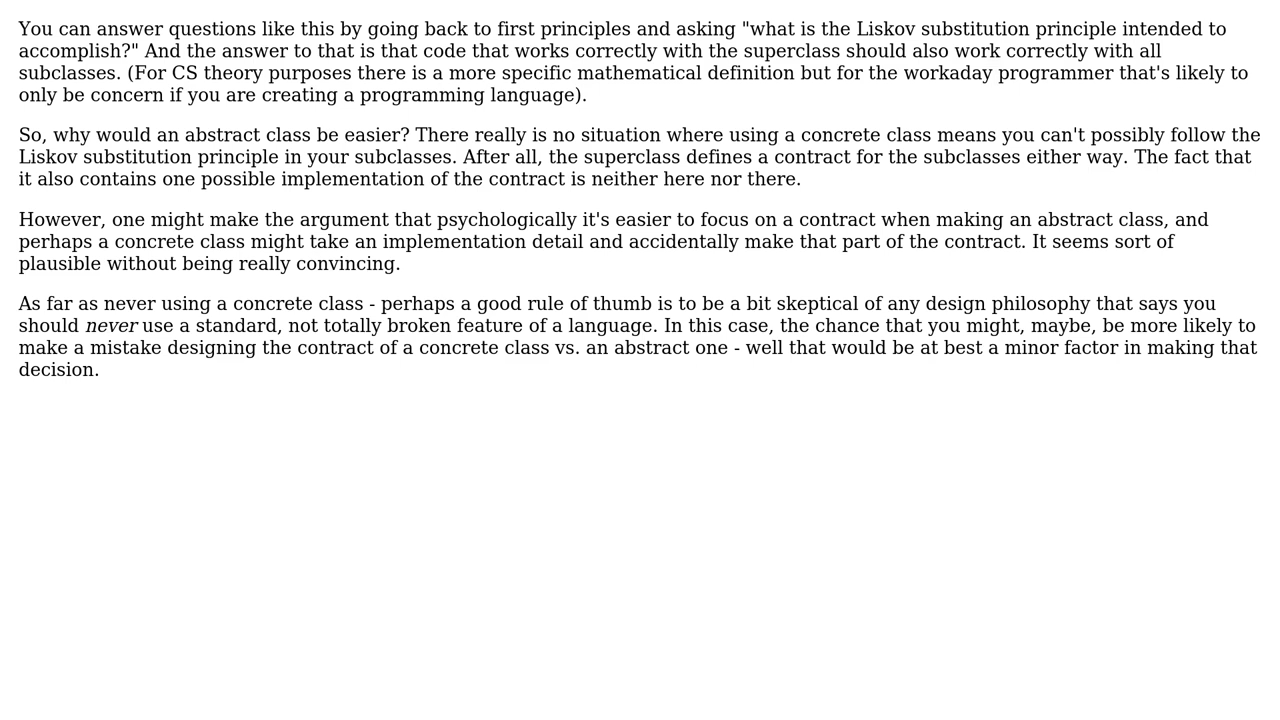 You can answer questions like this by going back to first principles and asking "what is the Liskov substitution principle intended to
accomplish?" And the answer to that is that code that works correctly with the superclass should also work correctly with all
subclasses. (For CS theory purposes there is a more specific mathematical definition but for the workaday programmer that's likely to
only be concern if you are creating a programming language).
So, why would an abstract class be easier? There really is no situation where using a concrete class means you can't possibly follow the
Liskov substitution principle in your subclasses. After all, the superclass defines a contract for the subclasses either way. The fact that
it also contains one possible implementation of the contract is neither here nor there.
However, one might make the argument that psychologically it's easier to focus on a contract when making an abstract class, and
perhaps a concrete class might take an implementation detail and accidentally make that part of the contract. It seems sort of
plausible without being really convincing.
As far as never using a concrete class - perhaps a good rule of thumb is to be a bit skeptical of any design philosophy that says you
should never use a standard, not totally broken feature of a language. In this case, the chance that you might, maybe, be more likely to
make a mistake designing the contract of a concrete class vs. an abstract one - well that would be at best a minor factor in making that
decision.